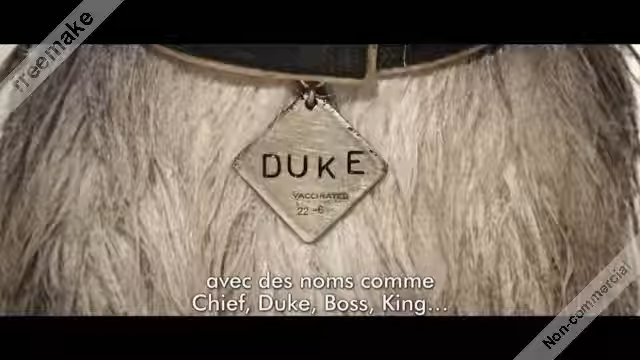 freemake
DUKE
VACCINATED
22-6
avec des noms comme
Chief, Duke, Boss, King...
Non-commercial